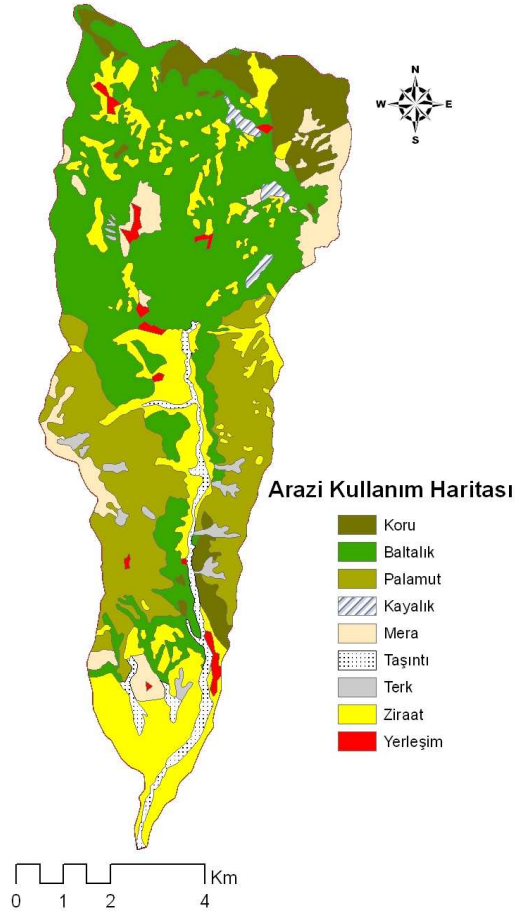 N
W E
S
Arazi Kullanım Haritası
Koru
Baltalık
Palamut
Kayalık
Mera
Taşıntı
Terk
Ziraat
Yerleşim
Km
0 1 2 4